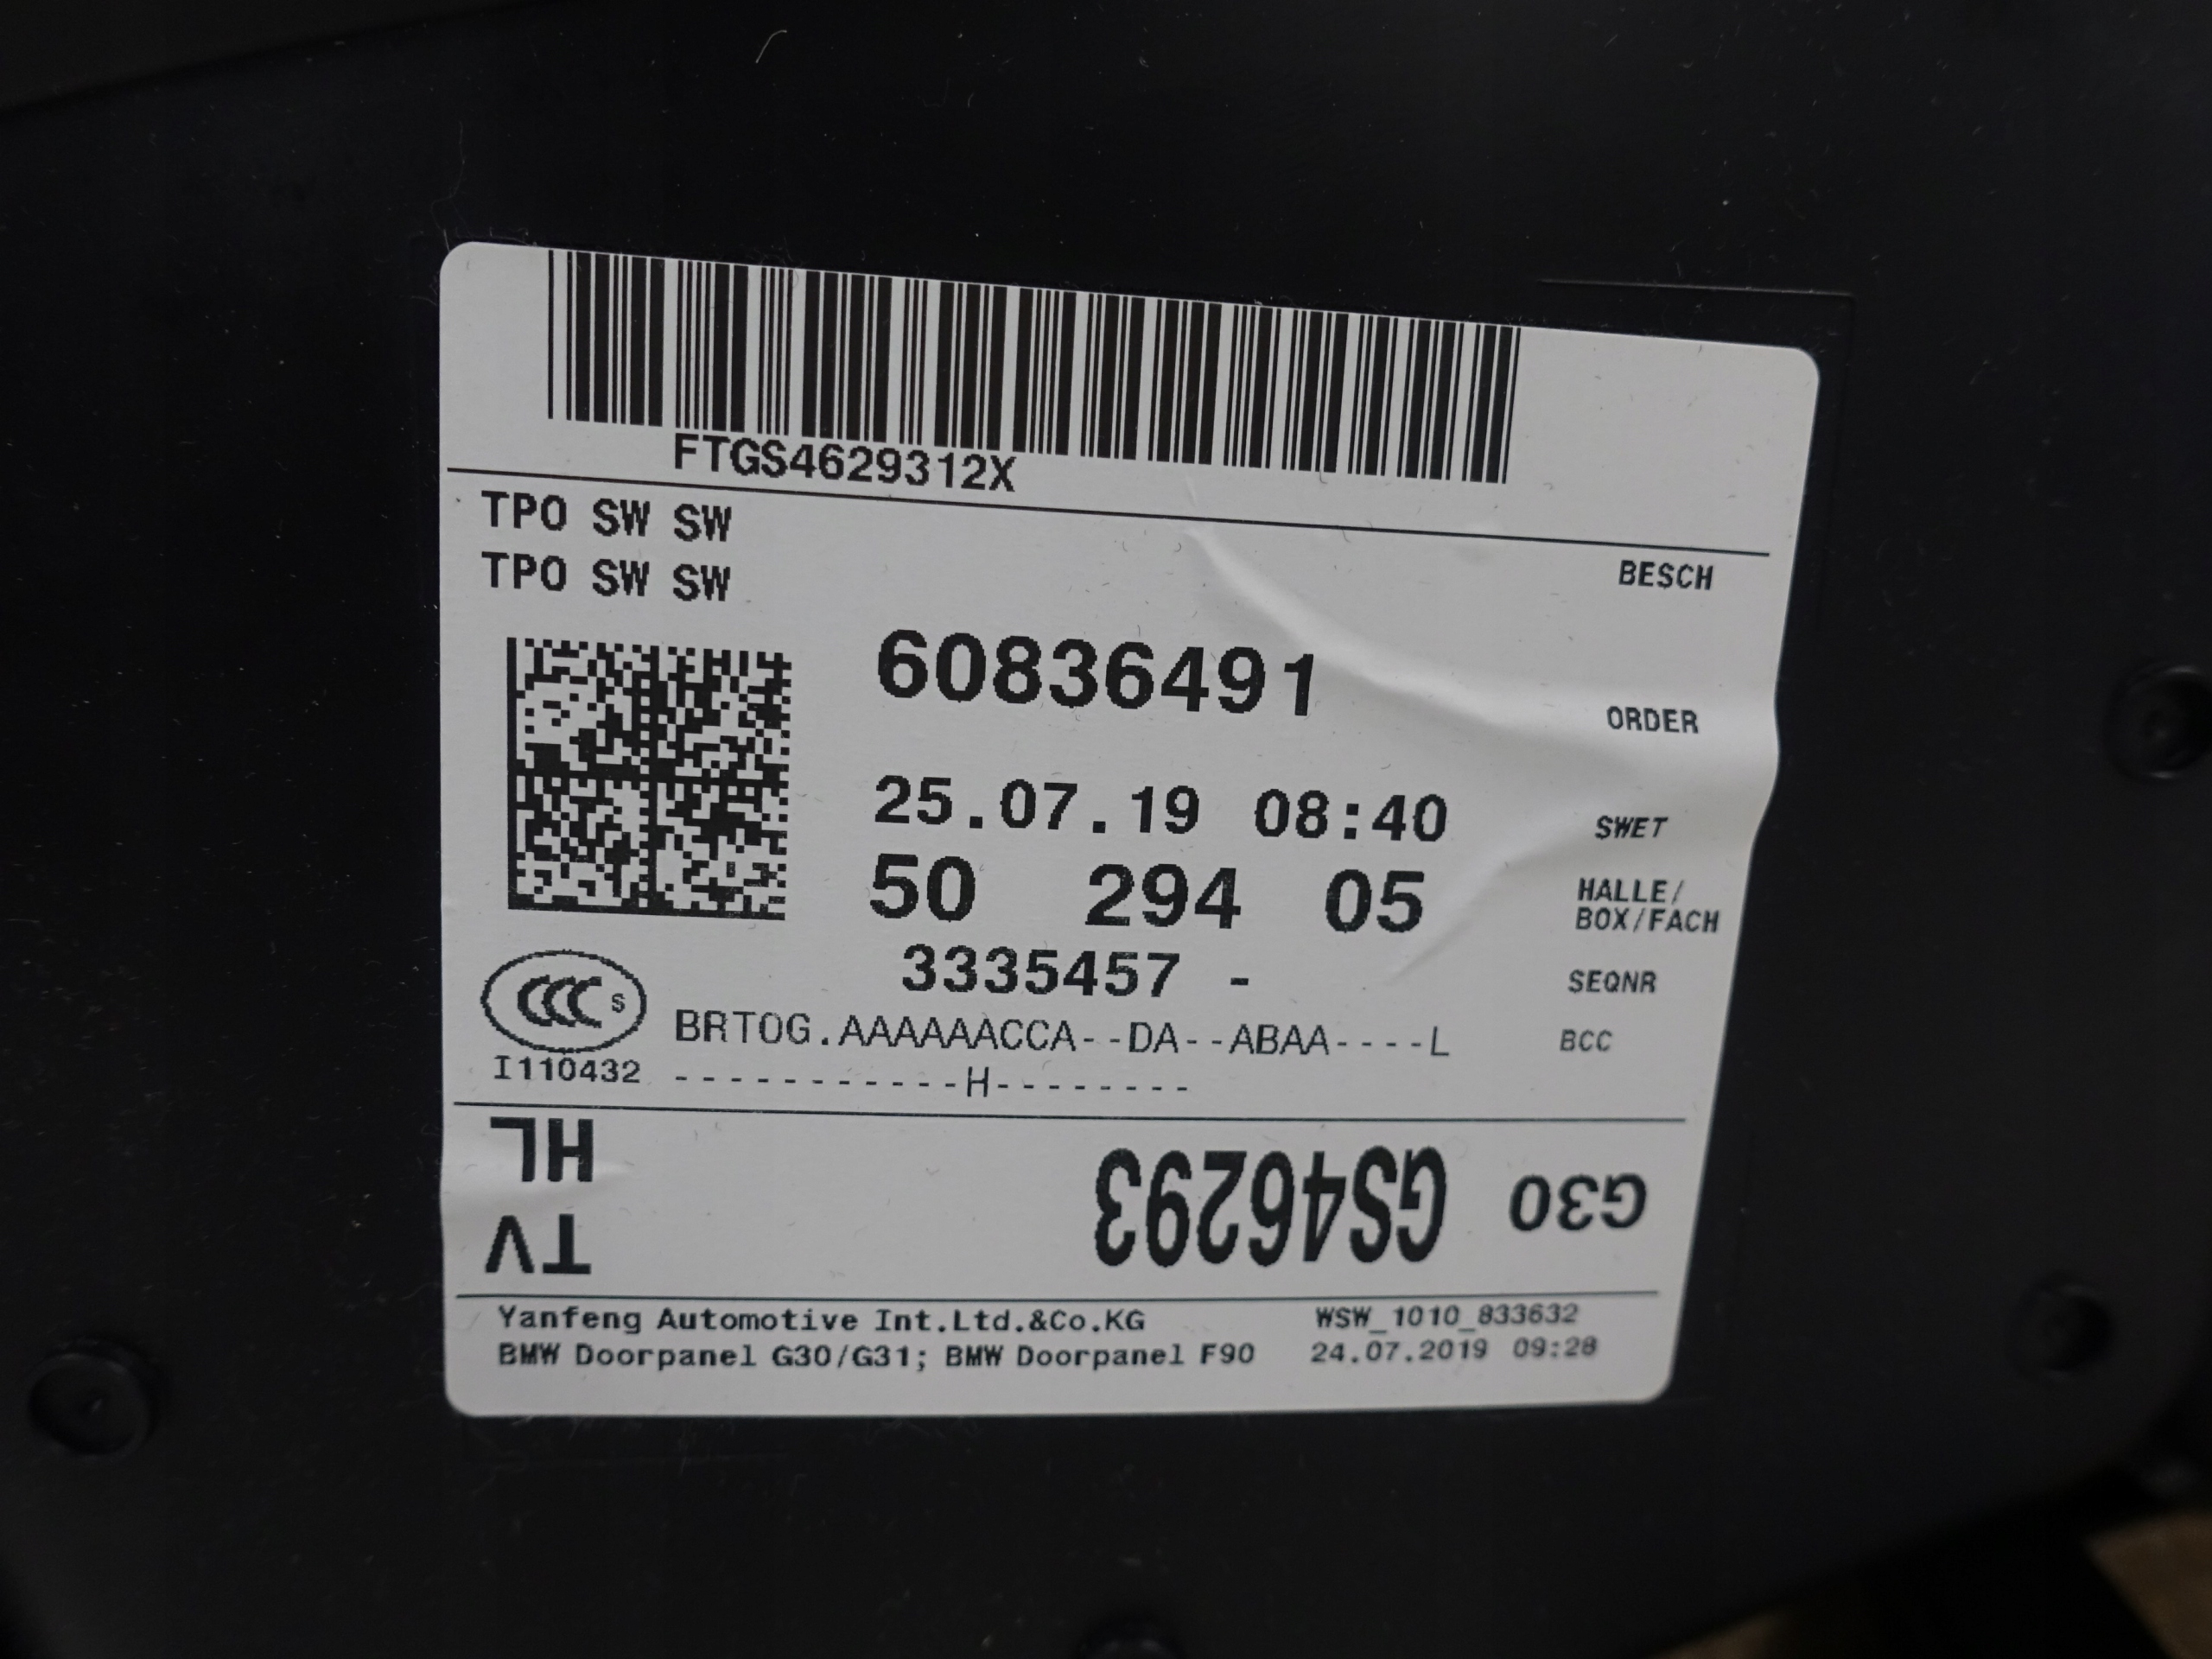 FTGS4629312X
TPO SW SW
TPO SW SW
BESCH
60836491
ORDER
25.07.19 08:40
SWET
50 294 05
HALLE/
BOX/FACH
3335457 -
SEQNR
CCC S
I110432
BRTOG.AAAAAACCA--DA--ABAA----L
BCC
------------H--------
HL
TV
GS46293
G30
Yanfeng Automotive Int.Ltd.&Co.KG
WSW_1010_833632
BMW Doorpanel G30/G31; BMW Doorpanel F90
24.07.2019 09:28